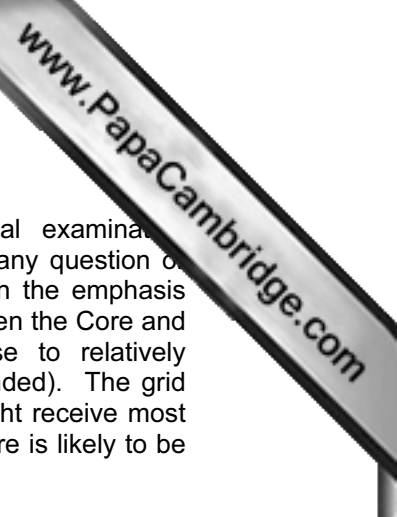 www.PapaCambridge.com
al examina
any question o
n the emphasis
en the Core and
se to relatively
ded). The grid
ht receive most
re is likely to be